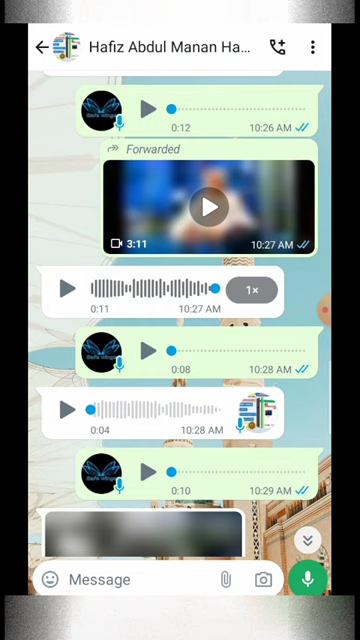 Hafiz Abdul Manan Ha...
0:12
10:26 AM
Forwarded
3:11
10:27 AM
1×
0:11
10:27 AM
0:08
10:28 AM
0:04
10:28 AM
0:10
10:29 AM
Message